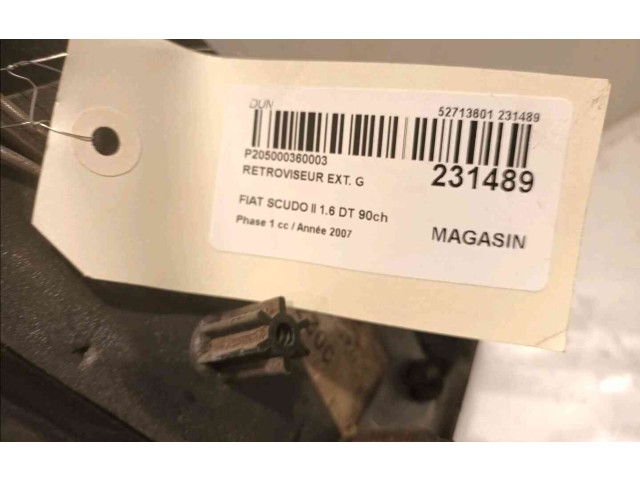 DUN
52713601 231489
P205000360003
RETROVISEUR EXT. G
231489
FIAT SCUDO II 1.6 DT 90ch
Phase 1 cc / Année 2007
MAGASIN